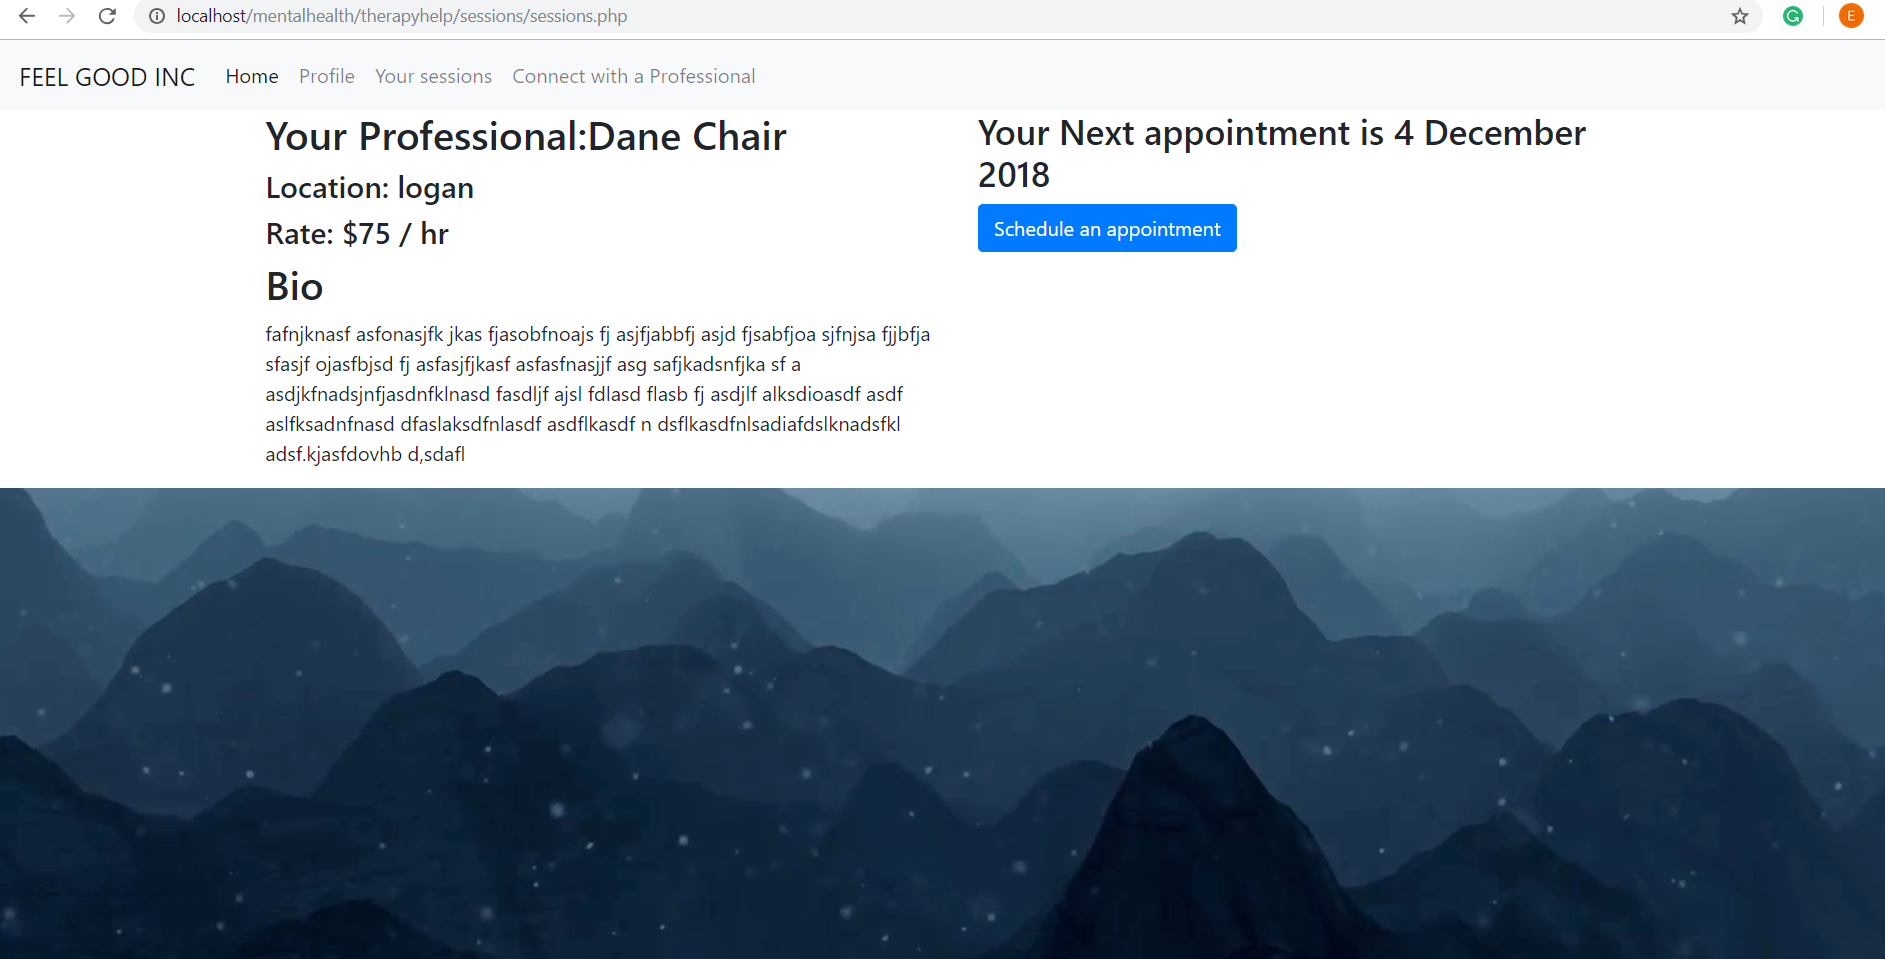 localhost/mentalhealth/therapyhelp/sessions/sessions.php
E
FEEL GOOD INC Home Profile Your sessions Connect with a Professional
Your Professional:Dane Chair
Location: logan
Rate: $75 / hr
Bio
fafnjknasf asfonasjfk jkas fjasobfnoajs fj asjfjabbfj asjd fjsabfjoa sjfnjsa fjjbfja
sfasjf ojasfbjsd fj asfasjfjkasf asfasfnasjjf asg safjkadsnfjka sf a
asdjkfnadsjnfjasdnfklnasd fasdljf ajsl fdlasd flasb fj asdjlf alksdioasdf asdf
aslfksadnfnasd dfaslaksdfnlasdf asdflkasdf n dsflkasdfnlsadiafdslknadsfkl
adsf.kjasfdovhb d,sdafl
Your Next appointment is 4 December
2018
Schedule an appointment